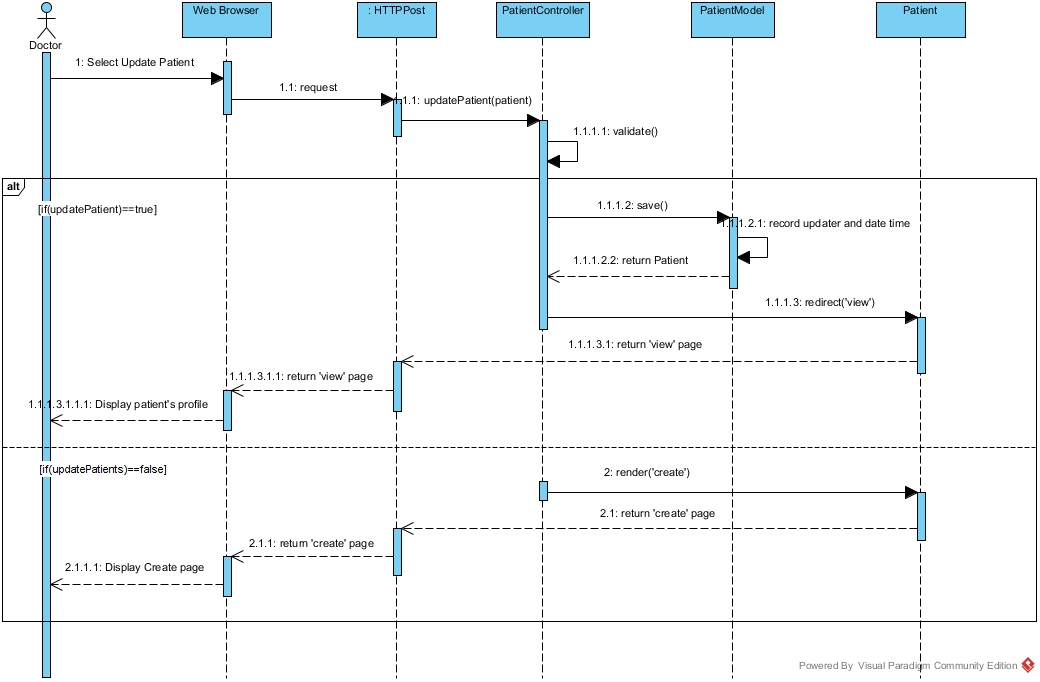 Web Browser
: HTTPPost
PatientController
PatientModel
Patient
Doctor
1: Select Update Patient
1.1: request
1.1.1: updatePatient(patient)
1.1.1.1: validate()
alt
[if(updatePatient)==true]
1.1.1.2: save()
1.1.1.2.1: record updater and date time
1.1.1.2.2: return Patient
1.1.1.3: redirect('view')
1.1.1.3.1: return 'view' page
1.1.1.3.1.1: return 'view' page
1.1.1.3.1.1.1: Display patient's profile
[if(updatePatients)==false]
2: render('create')
2.1: return 'create' page
2.1.1: return 'create' page
2.1.1.1: Display Create page
Powered By Visual Paradigm Community Edition